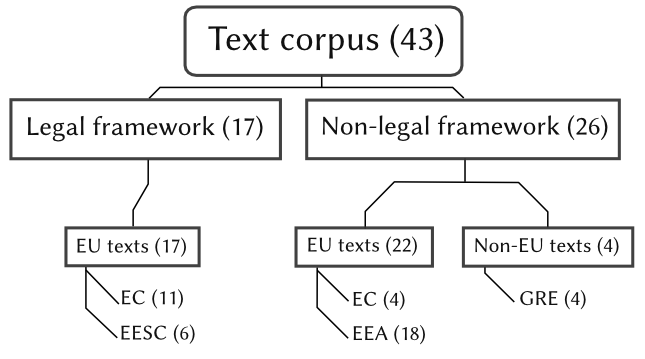 Text corpus (43)
Legal framework (17)
Non-legal framework (26)
EU texts (17)
EU texts (22)
Non-EU texts (4)
EC (11)
EC (4)
GRE (4)
EESC (6)
EEA (18)